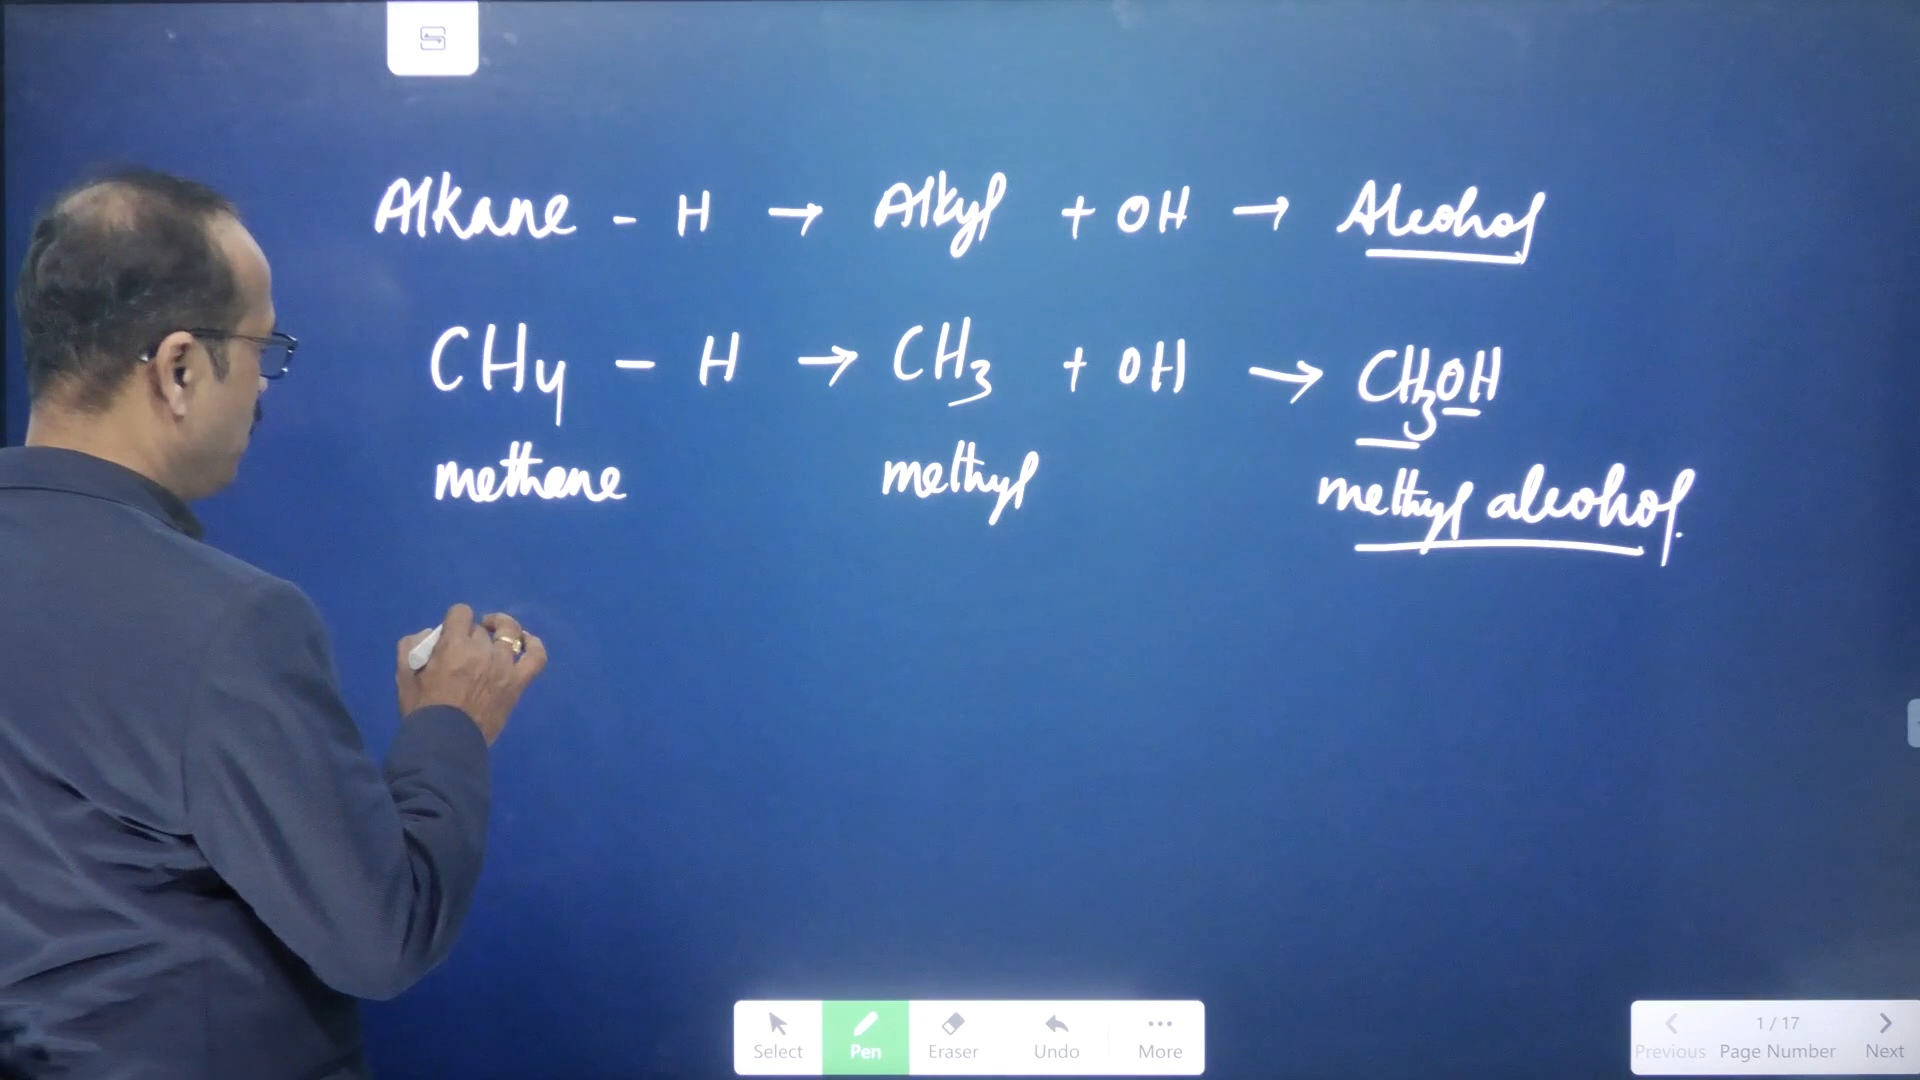 Alkane - H → Alkyl + OH → Alcohol
CH4 - H → CH3 + OH → CH3OH
methane methyl methyl alcohol.
Select Pen Eraser Undo More
1 / 17
Previous Page Number Next